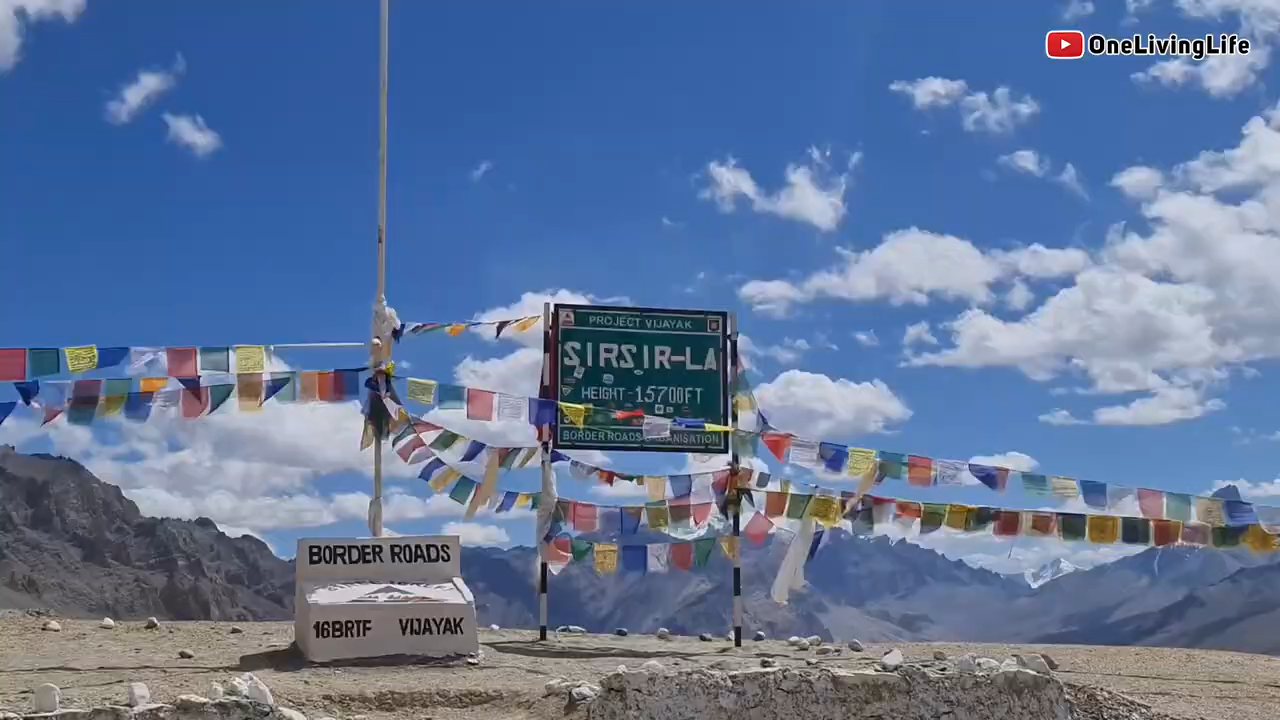 OneLivingLife
PROJECT VIJAYAK
SIRSIR-LA
HEIGHT-15700FT
BORDER ROADS ORGANISATION
BORDER ROADS
16BRTF VIJAYAK